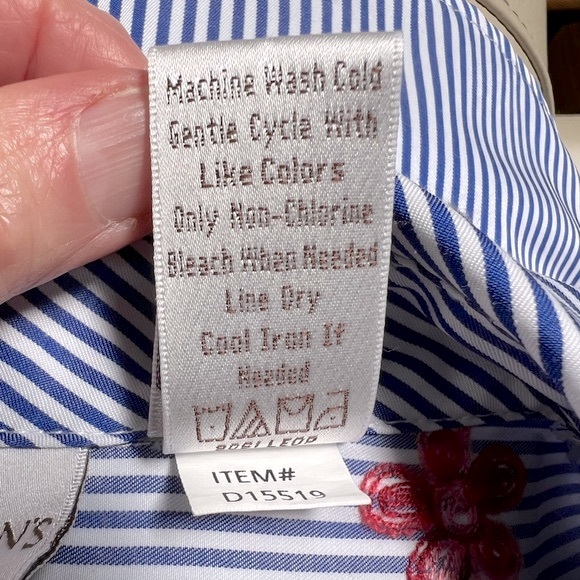 Machine Wash Cold
Gentle Cycle With
Like Colors
Only Non-Chlorine
Bleach When Needed
Line Dry
Cool Iron If
Needed
ITEM#
D15519